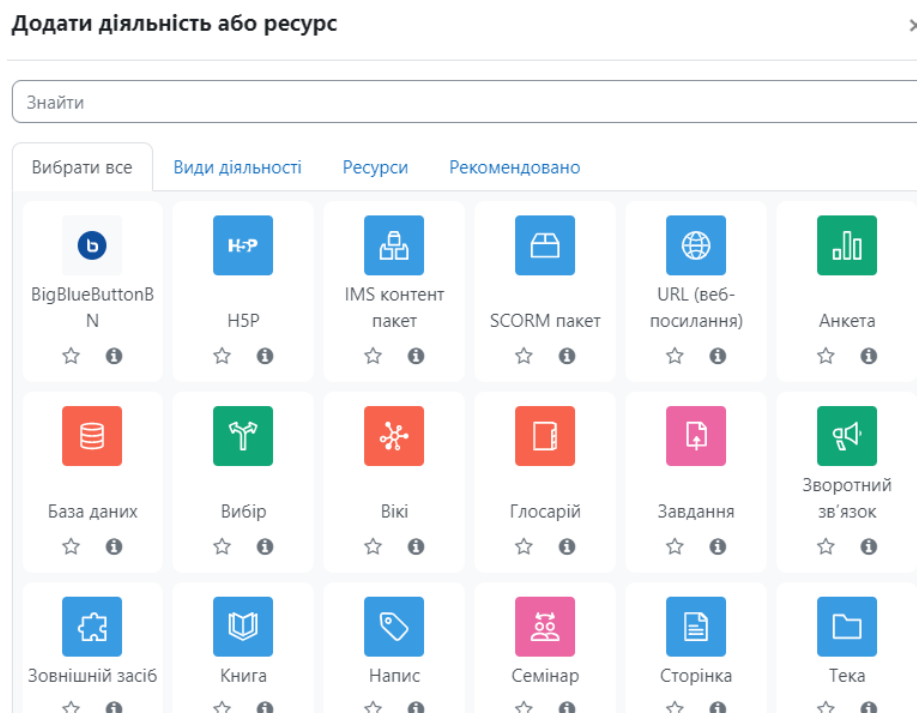 Додати діяльність або ресурс
Знайти
Вибрати все Види діяльності Ресурси Рекомендовано
BigBlueButtonB
N
H5P
H5P
IMS контент
пакет
SCORM пакет
URL (веб-
посилання)
Анкета
База даних
Вибір
Вікі
Глосарій
Завдання
Зворотний
зв’язок
Зовнішній засіб
Книга
Напис
Семінар
Сторінка
Тека